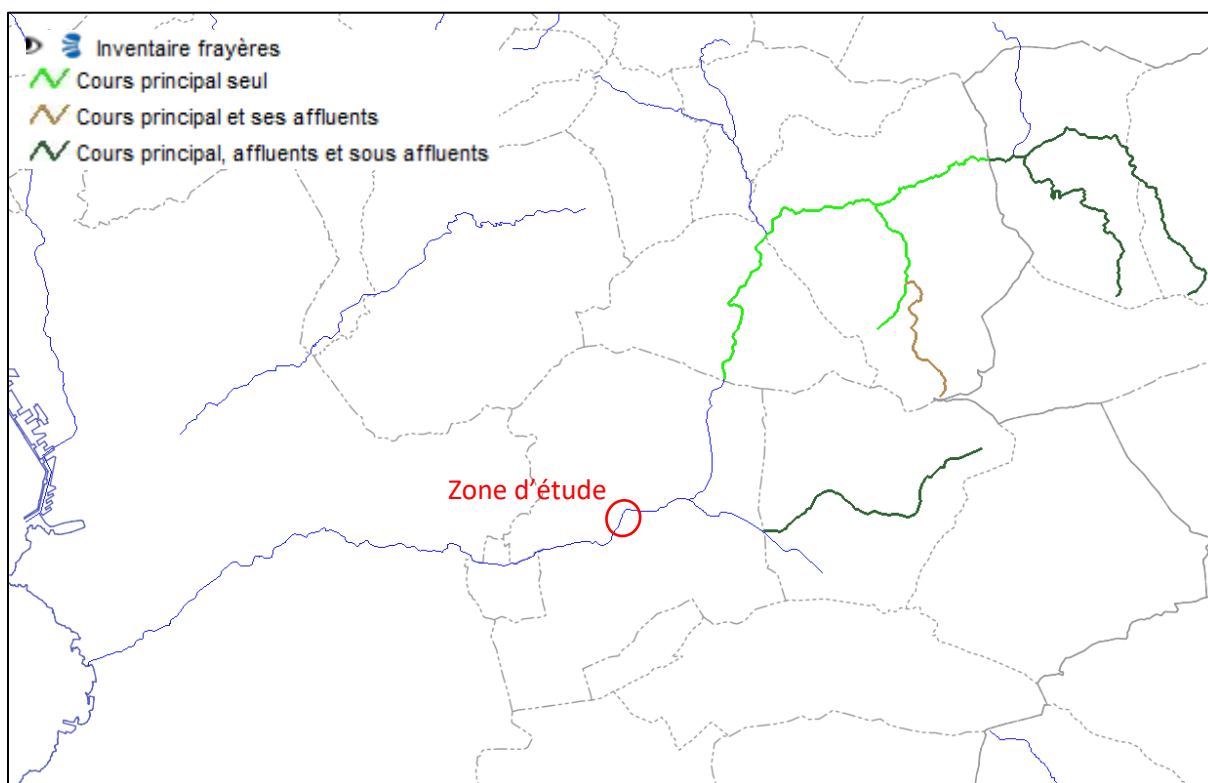 Inventaire frayères
Cours principal seul
Cours principal et ses affluents
Cours principal, affluents et sous affluents
Zone d'étude